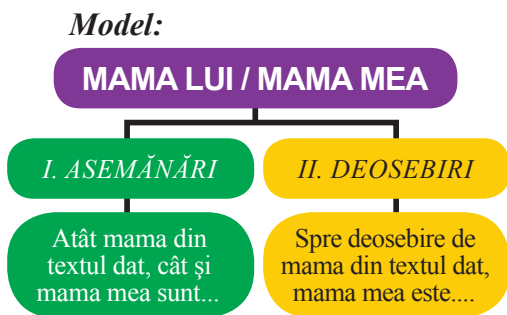 Model:
MAMA LUI / MAMA MEA
I. ASEMĂNĂRI
II. DEOSEBIRI
Atât mama din
textul dat, cât şi
mama mea sunt...
Spre deosebire de
mama din textul dat,
mama mea este....